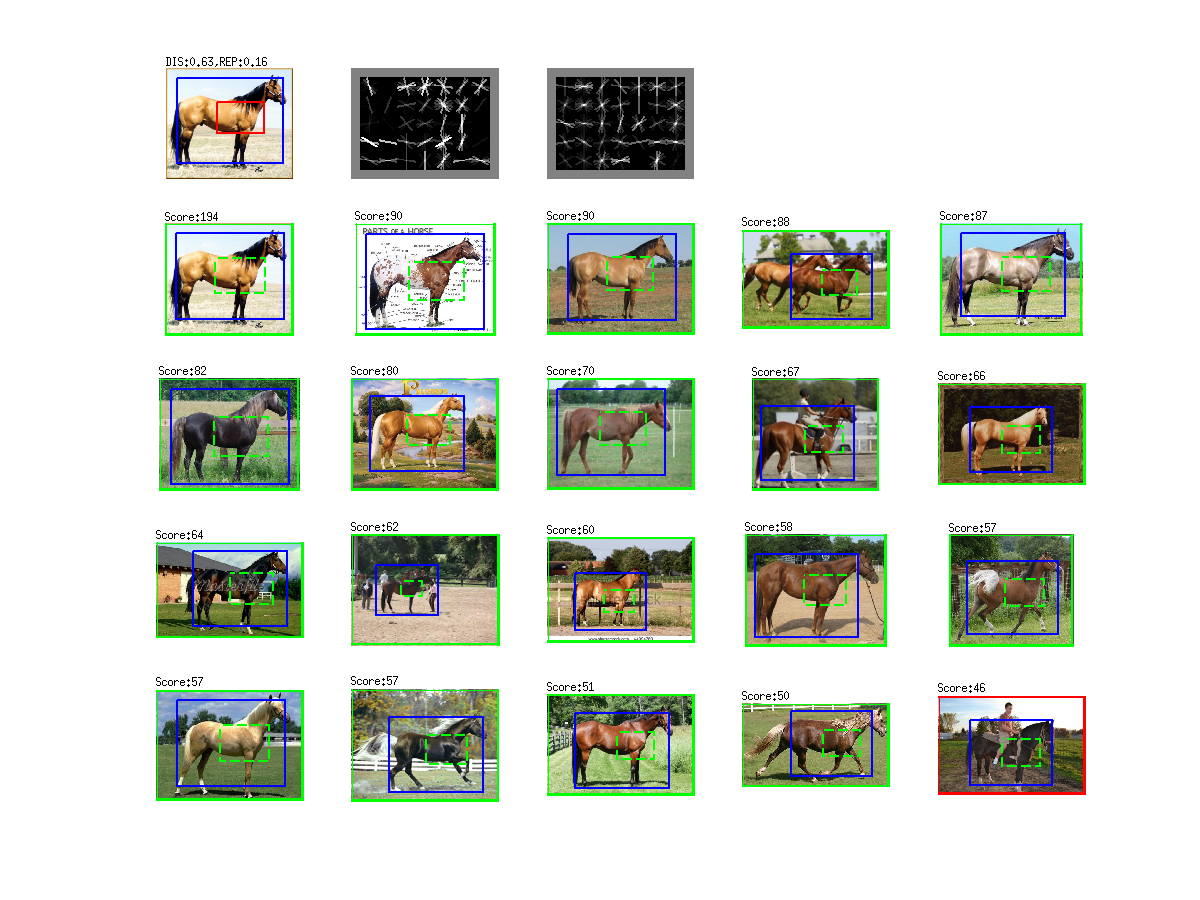 DIS:0.63,REP:0.16
Score:194
Score:90
Score:90
Score:88
Score:87
PARTS OF A HORSE
Score:82
Score:80
Score:70
Score:67
Score:66
Score:64
Score:62
Score:60
Score:58
Score:57
Score:57
Score:57
Score:51
Score:50
Score:46